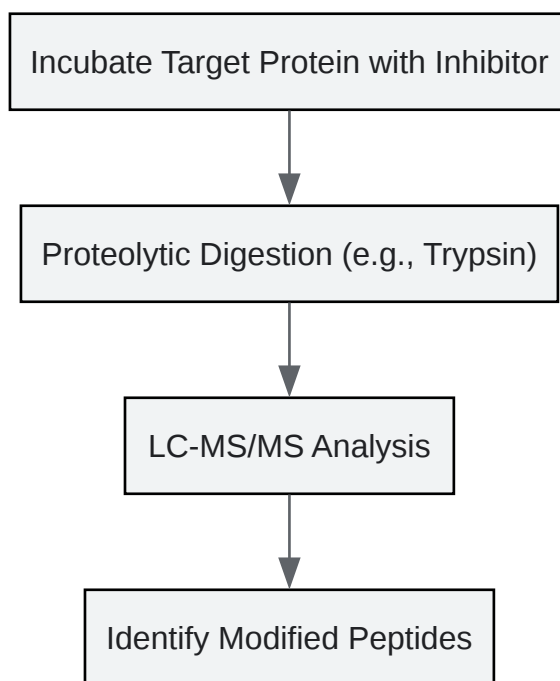 Incubate Target Protein with Inhibitor
Proteolytic Digestion (e.g., Trypsin)
LC-MS/MS Analysis
Identify Modified Peptides